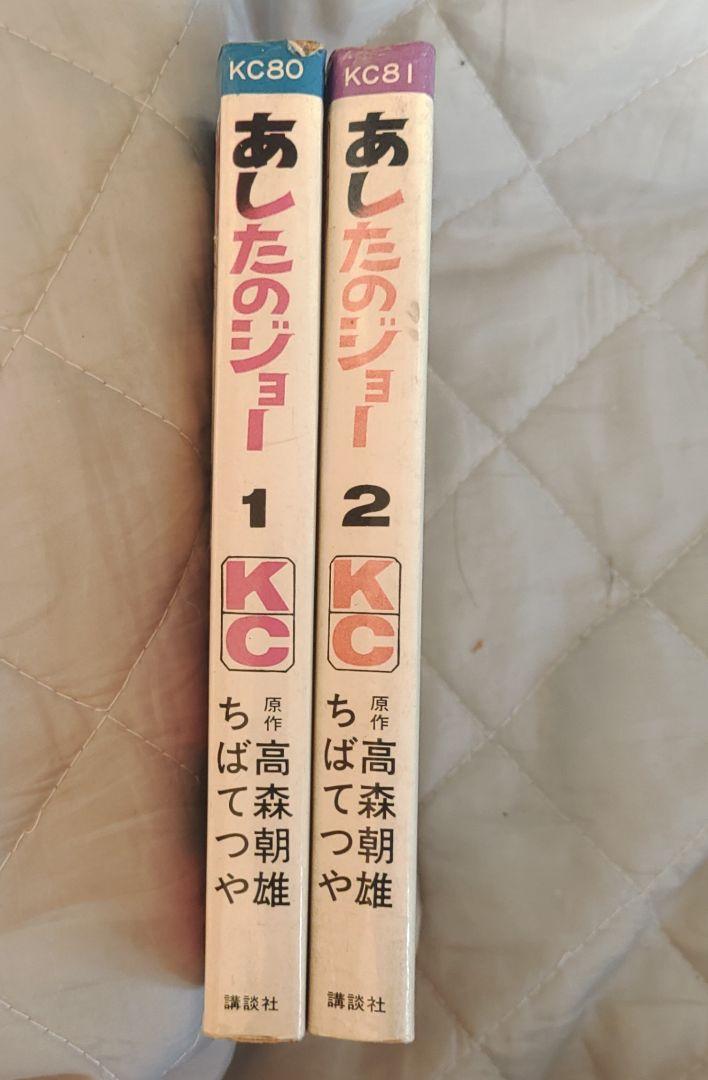 KC80
あしたのジョー
1
KC
原作
高森朝雄
ちばてつや
講談社
KC81
あしたのジョー
2
KC
原作
高森朝雄
ちばてつや
講談社